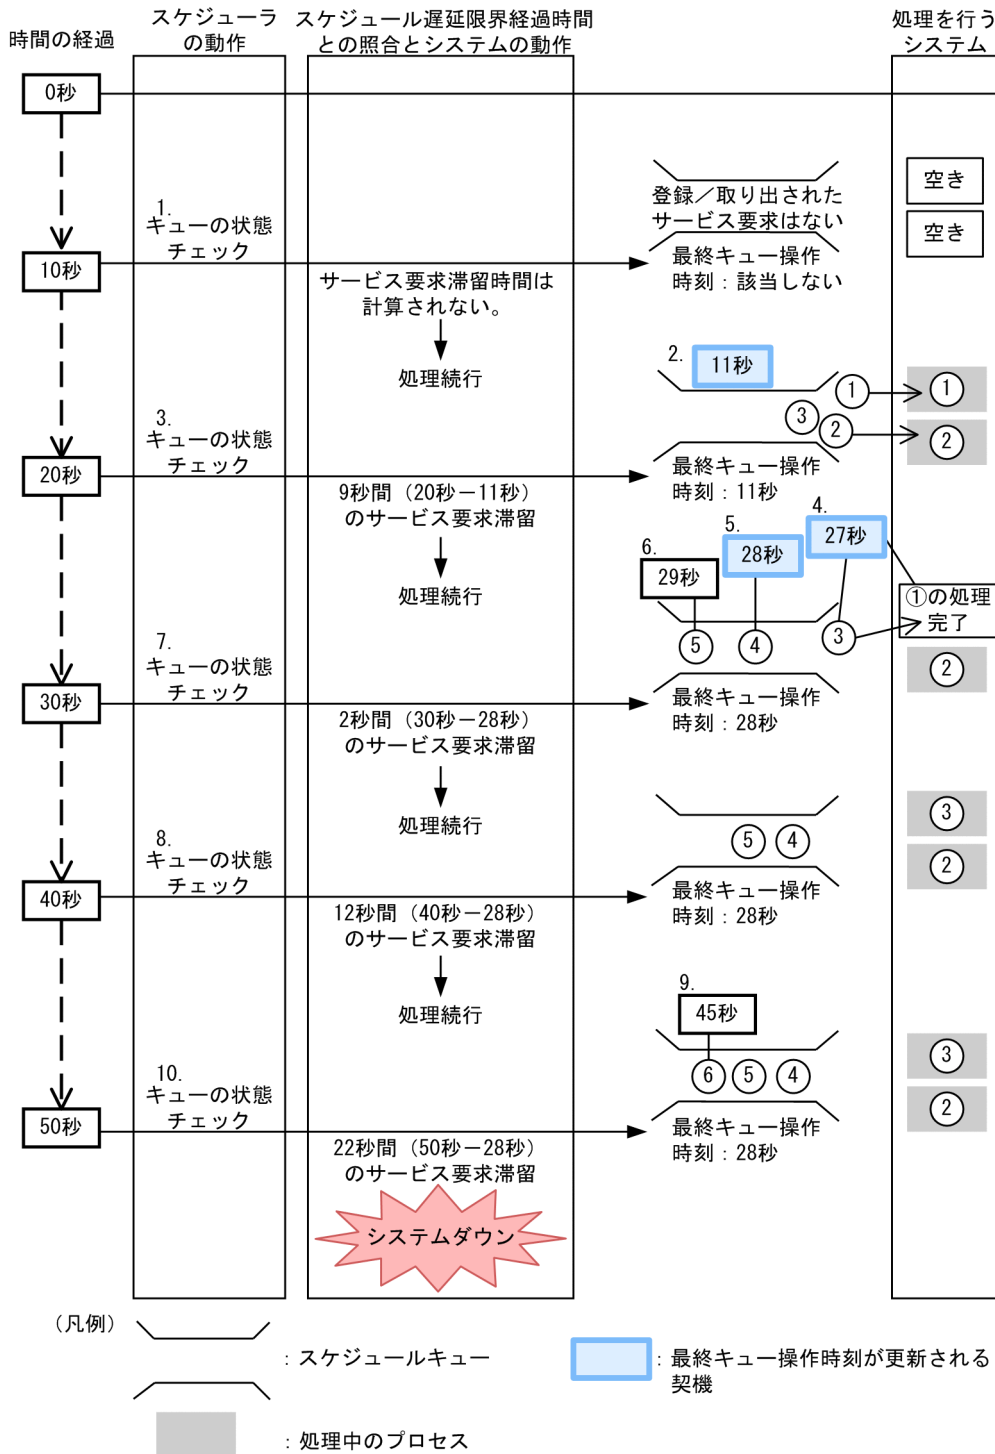 時間の経過
スケジューラ
の動作
スケジュール遅延限界経過時間
との照合とシステムの動作
処理を行う
システム
0秒
空き
空き
登録／取り出された
サービス要求はない
1.
キューの状態
チェック
10秒
最終キュー操作
時刻：該当しない
サービス要求滞留時間は
計算されない。
処理続行
2.
11秒
①
①
③
②
②
3.
キューの状態
チェック
20秒
最終キュー操作
時刻：11秒
9秒間（20秒－11秒）
のサービス要求滞留
処理続行
4.
27秒
5.
28秒
6.
29秒
①の処理
完了
⑤
④
③
②
7.
キューの状態
チェック
30秒
最終キュー操作
時刻：28秒
2秒間（30秒－28秒）
のサービス要求滞留
処理続行
③
⑤
④
②
8.
キューの状態
チェック
40秒
最終キュー操作
時刻：28秒
12秒間（40秒－28秒）
のサービス要求滞留
処理続行
9.
45秒
③
⑥
⑤
④
②
10.
キューの状態
チェック
50秒
最終キュー操作
時刻：28秒
22秒間（50秒－28秒）
のサービス要求滞留
システムダウン
（凡例）
：スケジュールキュー
：最終キュー操作時刻が更新される
契機
：処理中のプロセス